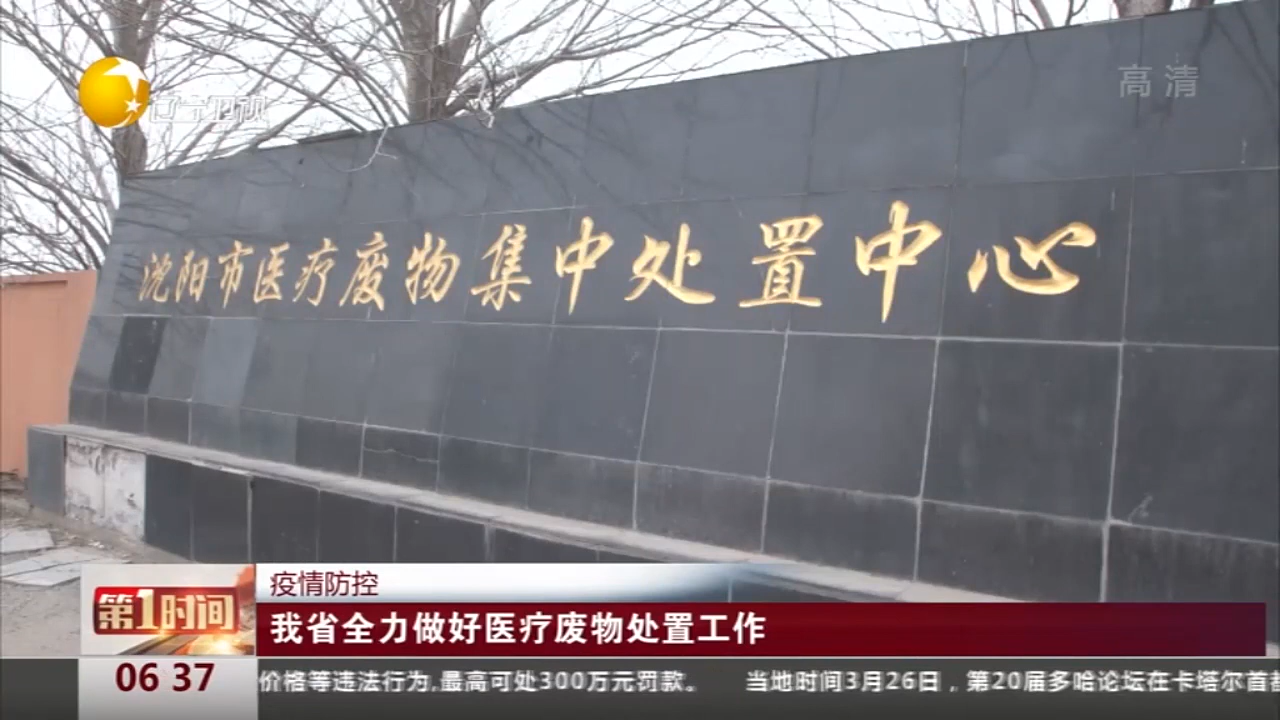 辽宁卫视
高清
沈阳市医疗废物集中处置中心
疫情防控
第1时间
我省全力做好医疗废物处置工作
06 37
价格等违法行为,最高可处300万元罚款。 当地时间3月26日，第20届多哈论坛在卡塔尔首都